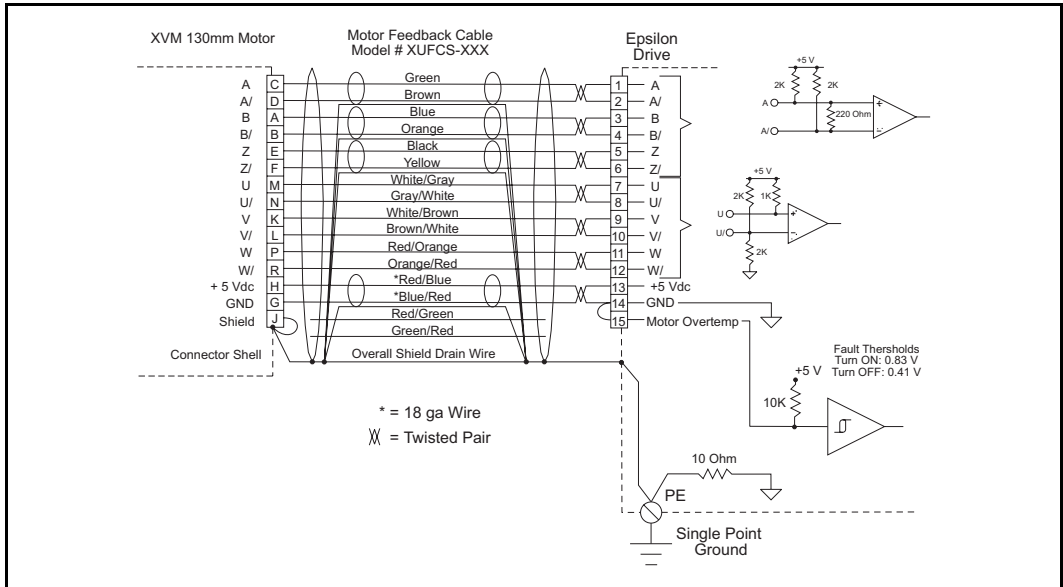 XVM 130mm Motor
Motor Feedback Cable
Model # XUFCS-XXX
Epsilon
Drive
A C Green 1 A
A/ D Brown 2 A/
B A Blue 3 B
B/ B Orange 4 B/
Z E Black 5 Z
Z/ F Yellow 6 Z/
U M White/Gray 7 U
U/ N Gray/White 8 U/
V K White/Brown 9 V
V/ L Brown/White 10 V/
W P Red/Orange 11 W
W/ R Orange/Red 12 W/
+ 5 Vdc H *Red/Blue 13 +5 Vdc
GND G *Blue/Red 14 GND
Shield J Red/Green 15 Motor Overtemp
Green/Red
Connector Shell
Overall Shield Drain Wire
* = 18 ga Wire
= Twisted Pair
+5 V
2K 2K
A
220 Ohm
A/
+
-
+5 V
2K 1K
U
U/
+
-
2K
Fault Thersholds
Turn ON: 0.83 V
Turn OFF: 0.41 V
+5 V
10K
10 Ohm
PE
Single Point
Ground